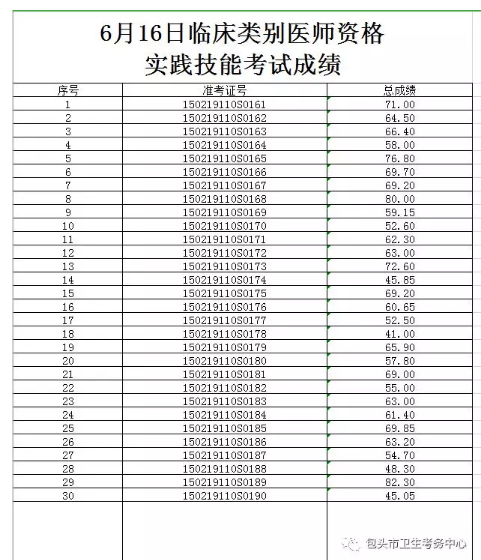 6月16日临床类别医师资格
实践技能考试成绩
序号 准考证号 总成绩
1 150219110S0161 71.00
2 150219110S0162 64.50
3 150219110S0163 66.40
4 150219110S0164 58.00
5 150219110S0165 76.80
6 150219110S0166 69.70
7 150219110S0167 69.20
8 150219110S0168 80.00
9 150219110S0169 59.15
10 150219110S0170 52.60
11 150219110S0171 62.30
12 150219110S0172 63.00
13 150219110S0173 72.60
14 150219110S0174 45.85
15 150219110S0175 69.20
16 150219110S0176 60.65
17 150219110S0177 52.50
18 150219110S0178 41.00
19 150219110S0179 65.90
20 150219110S0180 57.80
21 150219110S0181 69.00
22 150219110S0182 55.00
23 150219110S0183 63.00
24 150219110S0184 61.40
25 150219110S0185 69.85
26 150219110S0186 63.20
27 150219110S0187 54.70
28 150219110S0188 48.30
29 150219110S0189 82.30
30 150219110S0190 45.05
包头市卫生考务中心